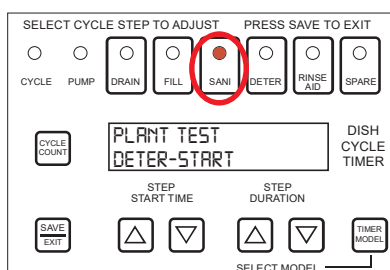 SELECT CYCLE STEP TO ADJUST PRESS SAVE TO EXIT
CYCLE PUMP DRAIN FILL SANI DETER RINSE AID SPARE
CYCLE COUNT
PLANT TEST
DETER-START
DISH
CYCLE
TIMER
STEP
START TIME
STEP
DURATION
SAVE
EXIT
TIMER
MODEL
SELECT MODEL